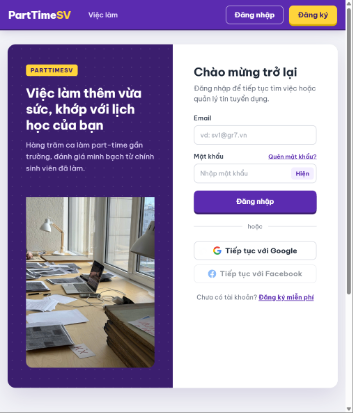 PartTimeSV
Việc làm
Đăng nhập
Đăng ký
PARTTIMESV
Việc làm thêm vừa
sức, khớp với lịch
học của bạn
Hàng trăm ca làm part-time gần
trường, đánh giá minh bạch từ chính
sinh viên đã làm.
Chào mừng trở lại
Đăng nhập để tiếp tục tìm việc hoặc
quản lý tin tuyển dụng.
Email
vd: sv1@gi7.vn
Mật khẩu
Quên mật khẩu?
Nhập mật khẩu
Hiện
Đăng nhập
hoặc
Tiếp tục với Google
Tiếp tục với Facebook
Chưa có tài khoản? Đăng ký miễn phí